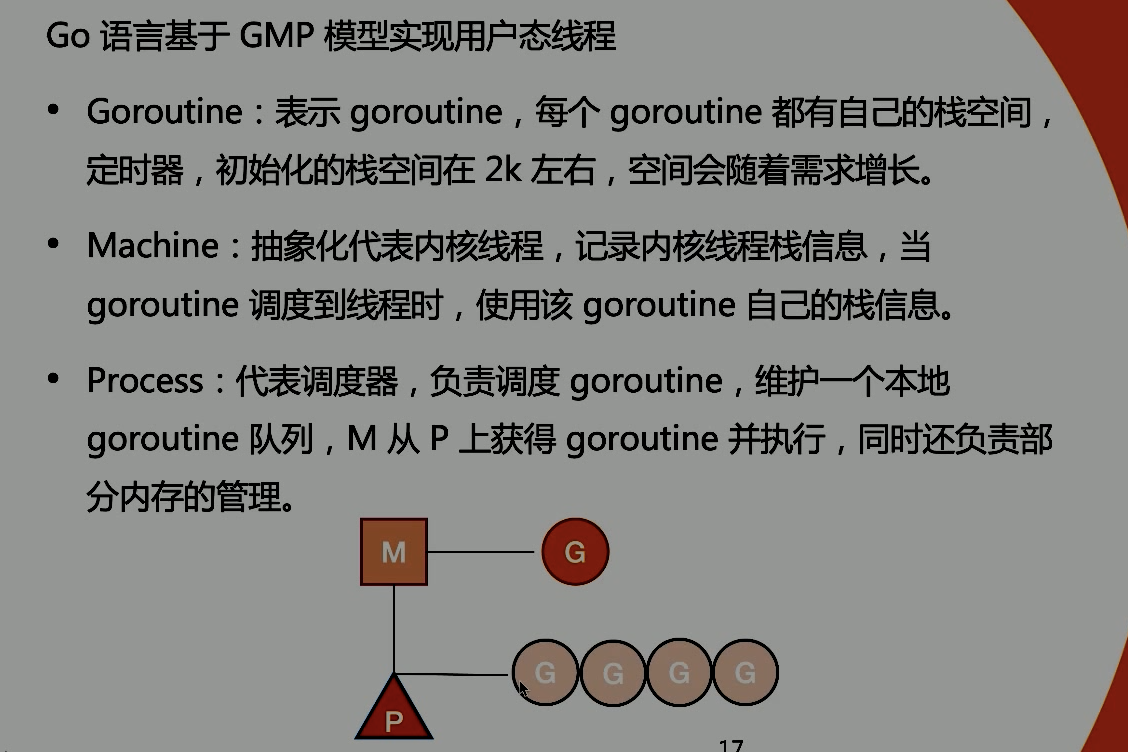 Go 语言基于 GMP 模型实现用户态线程
• Goroutine：表示 goroutine，每个 goroutine 都有自己的栈空间，
定时器，初始化的栈空间在 2k 左右，空间会随着需求增长。
• Machine：抽象化代表内核线程，记录内核线程栈信息，当
goroutine 调度到线程时，使用该 goroutine 自己的栈信息。
• Process：代表调度器，负责调度 goroutine，维护一个本地
goroutine 队列，M 从 P 上获得 goroutine 并执行，同时还负责部
分内存的管理。
M G
G G G G
P
17